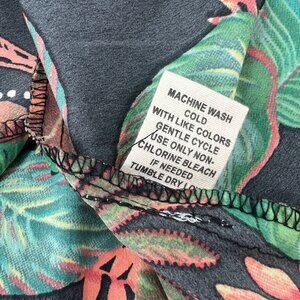 MACHINE WASH
COLD
WITH LIKE COLORS
GENTLE CYCLE
USE ONLY NON-
CHLORINE BLEACH
IF NEEDED
TUMBLE DRY